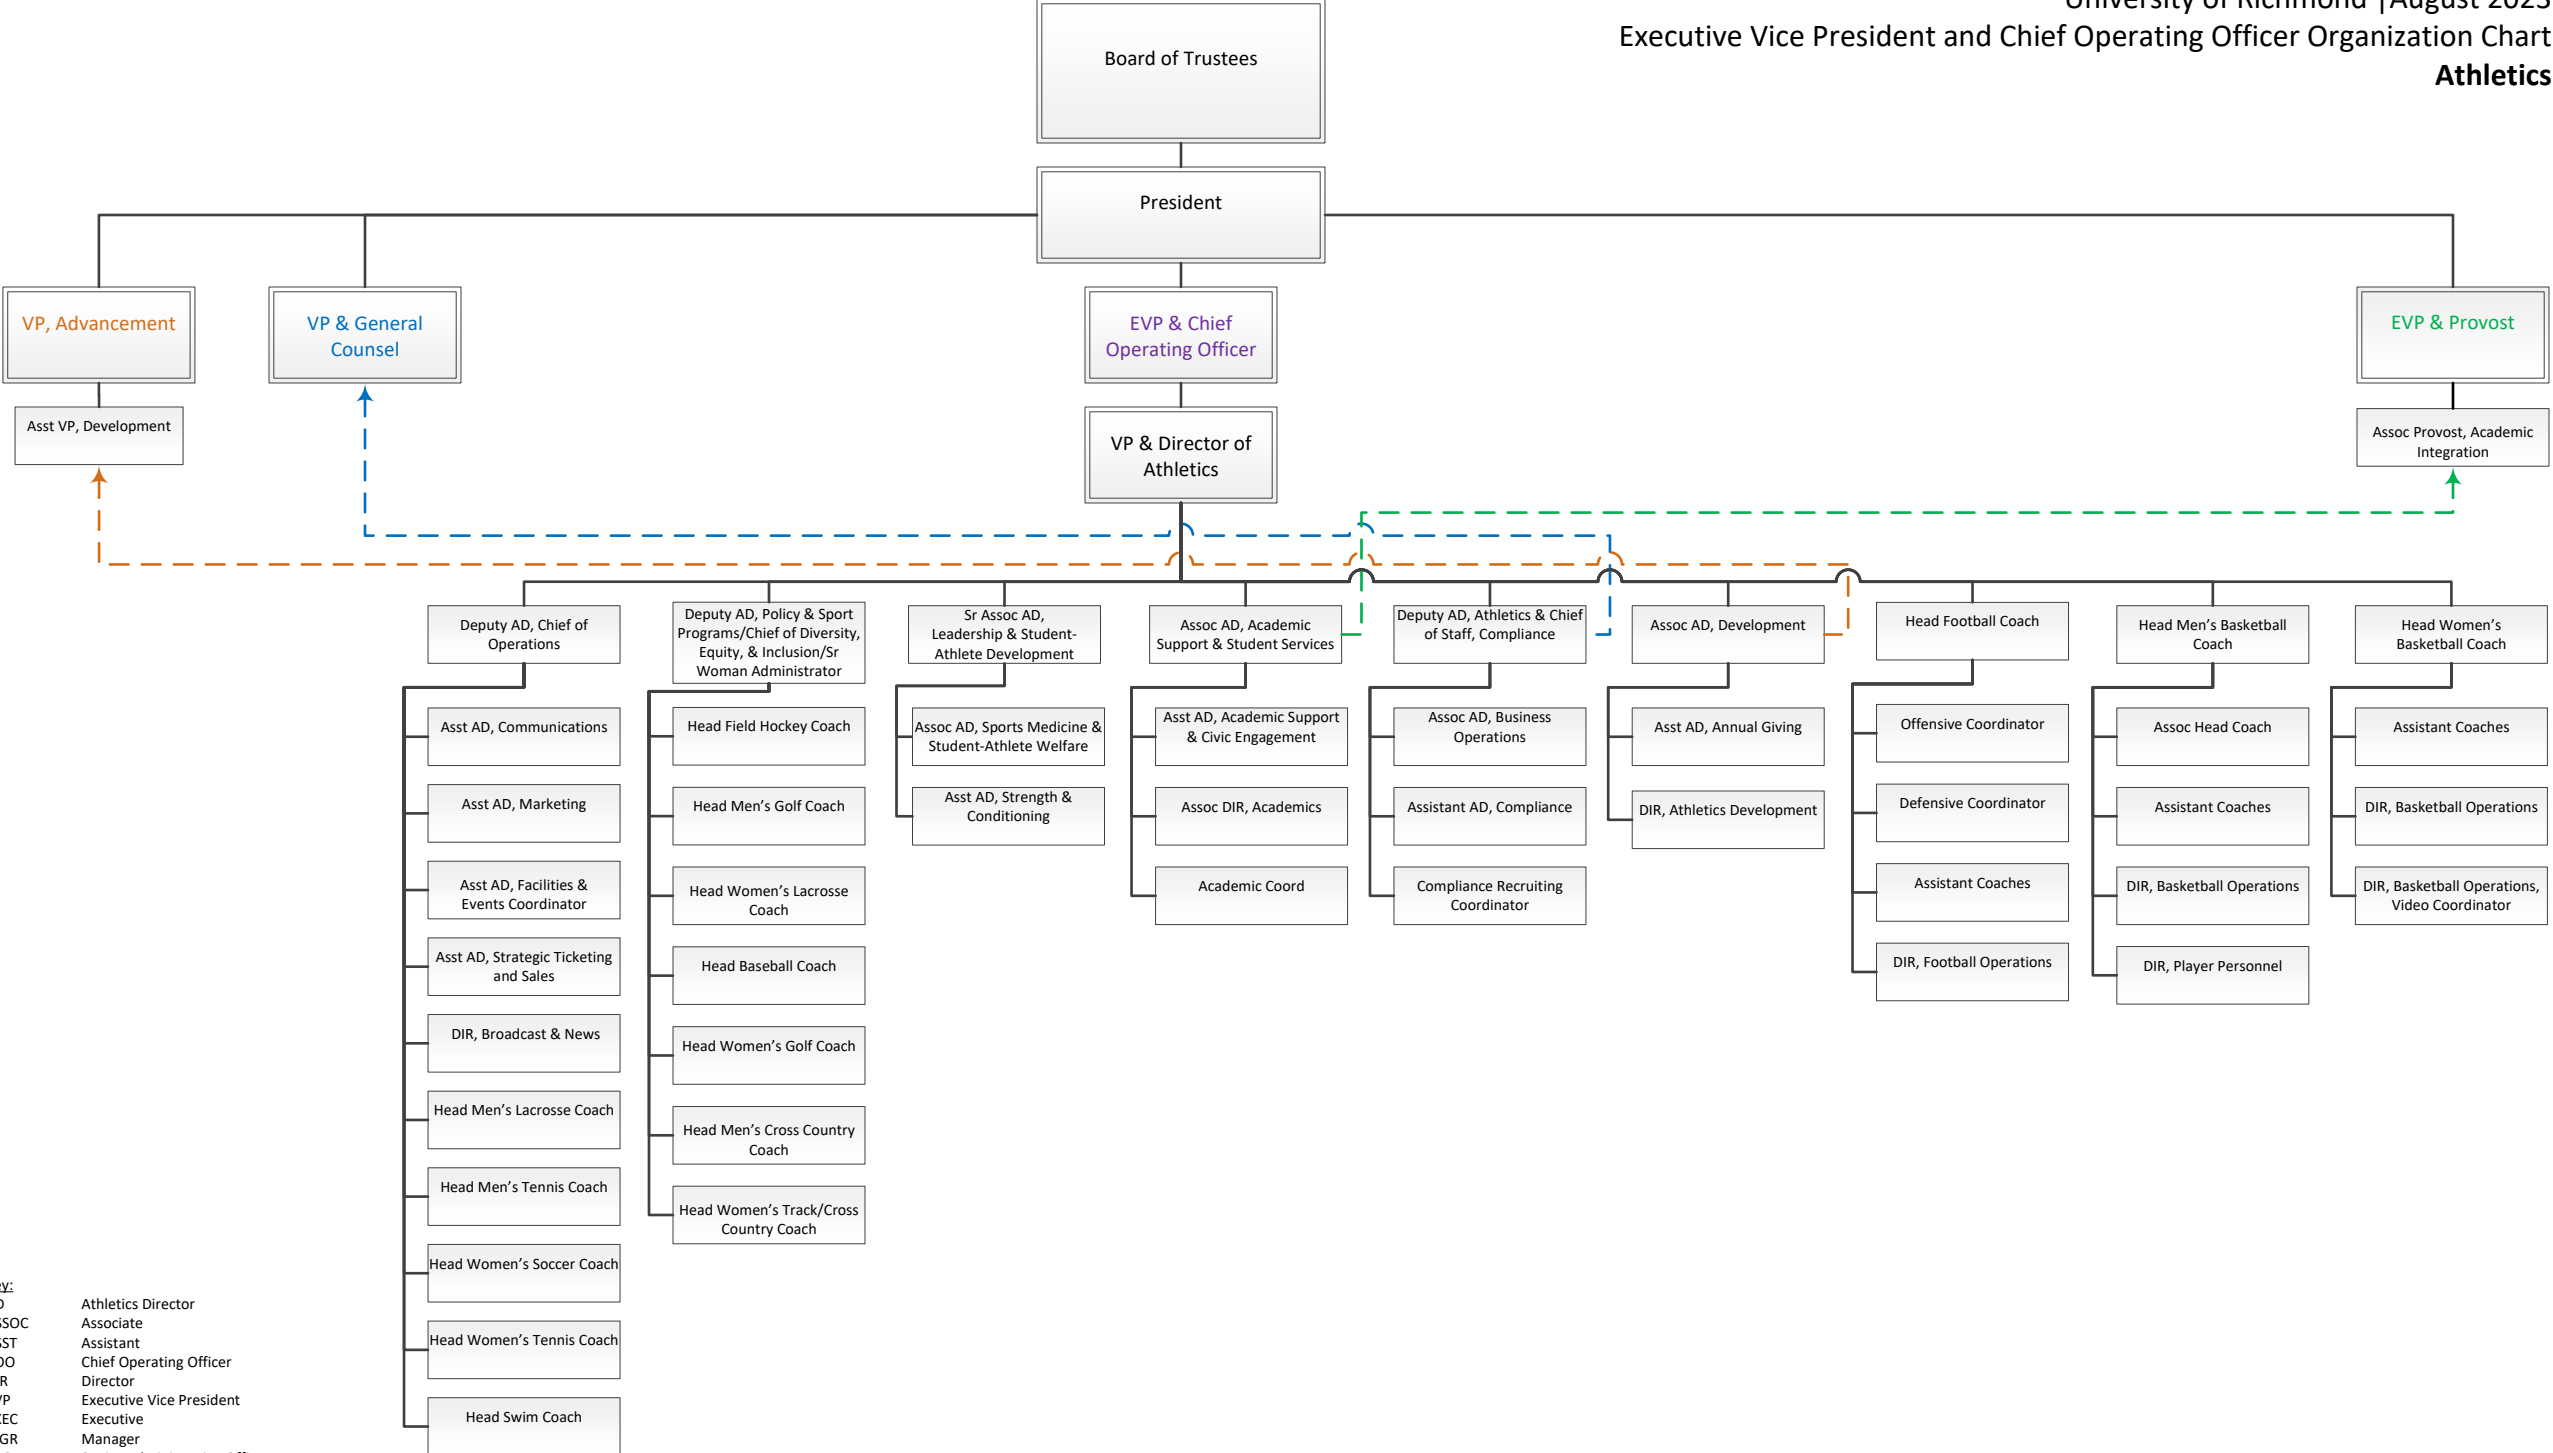 University of Richmond |August 2023
Executive Vice President and Chief Operating Officer Organization Chart
Athletics
Board of Trustees
President
VP, Advancement
VP & General
Counsel
EVP & Chief
Operating Officer
EVP & Provost
Asst VP, Development
VP & Director of
Athletics
Assoc Provost, Academic
Integration
Deputy AD, Chief of
Operations
Asst AD, Communications
Asst AD, Marketing
Asst AD, Facilities &
Events Coordinator
Asst AD, Strategic Ticketing
and Sales
DIR, Broadcast & News
Head Men's Lacrosse Coach
Head Men's Tennis Coach
Head Women's Soccer Coach
Head Women's Tennis Coach
Head Swim Coach
Deputy AD, Policy & Sport
Programs/Chief of Diversity,
Equity, & Inclusion/Sr
Woman Administrator
Head Field Hockey Coach
Head Men's Golf Coach
Head Women's Lacrosse
Coach
Head Baseball Coach
Head Women's Golf Coach
Head Men's Cross Country
Coach
Head Women's Track/Cross
Country Coach
Sr Assoc AD,
Leadership & Student-
Athlete Development
Assoc AD, Sports Medicine &
Student-Athlete Welfare
Asst AD, Strength &
Conditioning
Assoc AD, Academic
Support & Student Services
Asst AD, Academic Support
& Civic Engagement
Assoc DIR, Academics
Academic Coord
Deputy AD, Athletics & Chief
of Staff, Compliance
Assoc AD, Business
Operations
Assistant AD, Compliance
Compliance Recruiting
Coordinator
Assoc AD, Development
Asst AD, Annual Giving
DIR, Athletics Development
Head Football Coach
Offensive Coordinator
Defensive Coordinator
Assistant Coaches
DIR, Football Operations
Head Men's Basketball
Coach
Assoc Head Coach
Assistant Coaches
DIR, Basketball Operations
DIR, Player Personnel
Head Women's
Basketball Coach
Assistant Coaches
DIR, Basketball Operations
DIR, Basketball Operations,
Video Coordinator
Athletics Director
SSOC Associate
SST Assistant
OO Chief Operating Officer
R Director
VP Executive Vice President
EC Executive
GR Manager